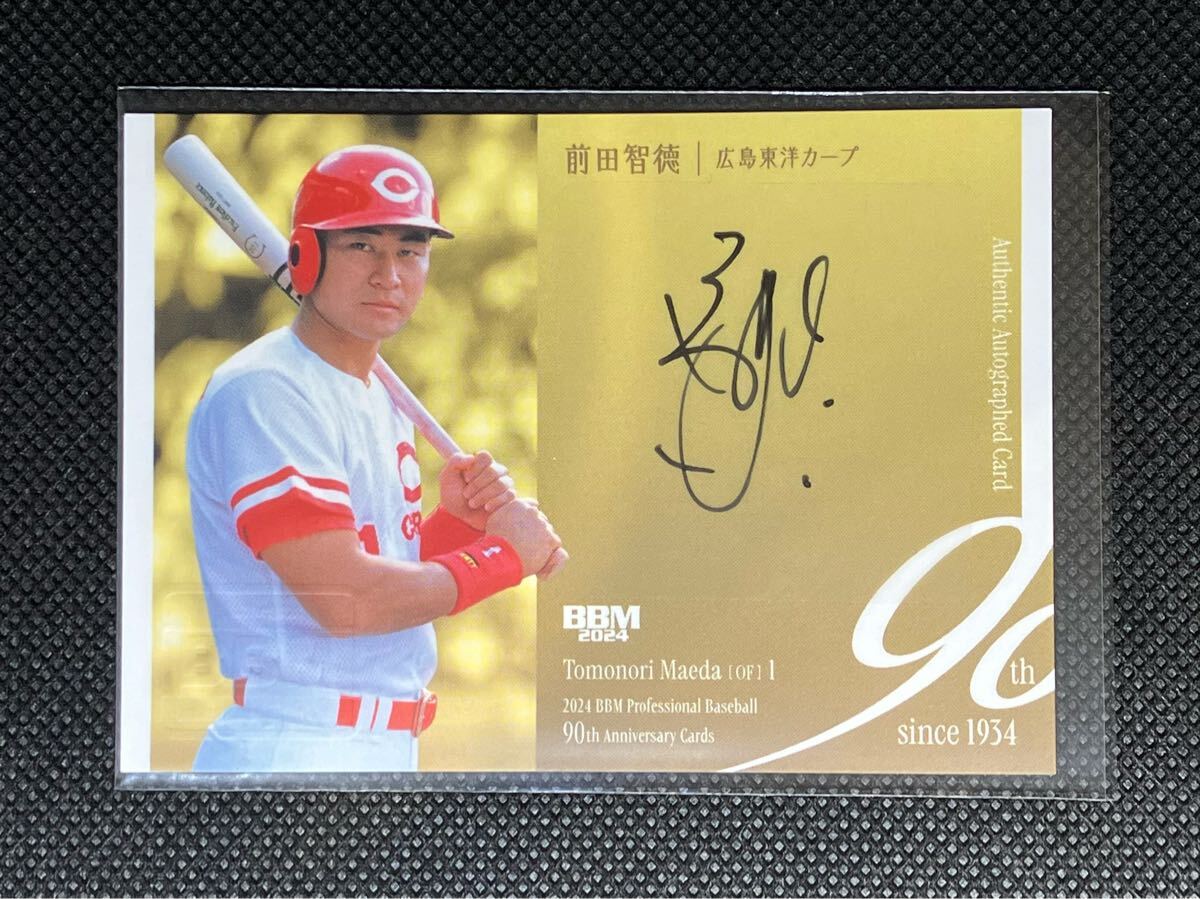 前田智徳 | 広島東洋カープ
Authentic Autographed Card
BBM
2024
Tomonori Maeda [OF] 1
2024 BBM Professional Baseball
90th Anniversary Cards
90th
since 1934